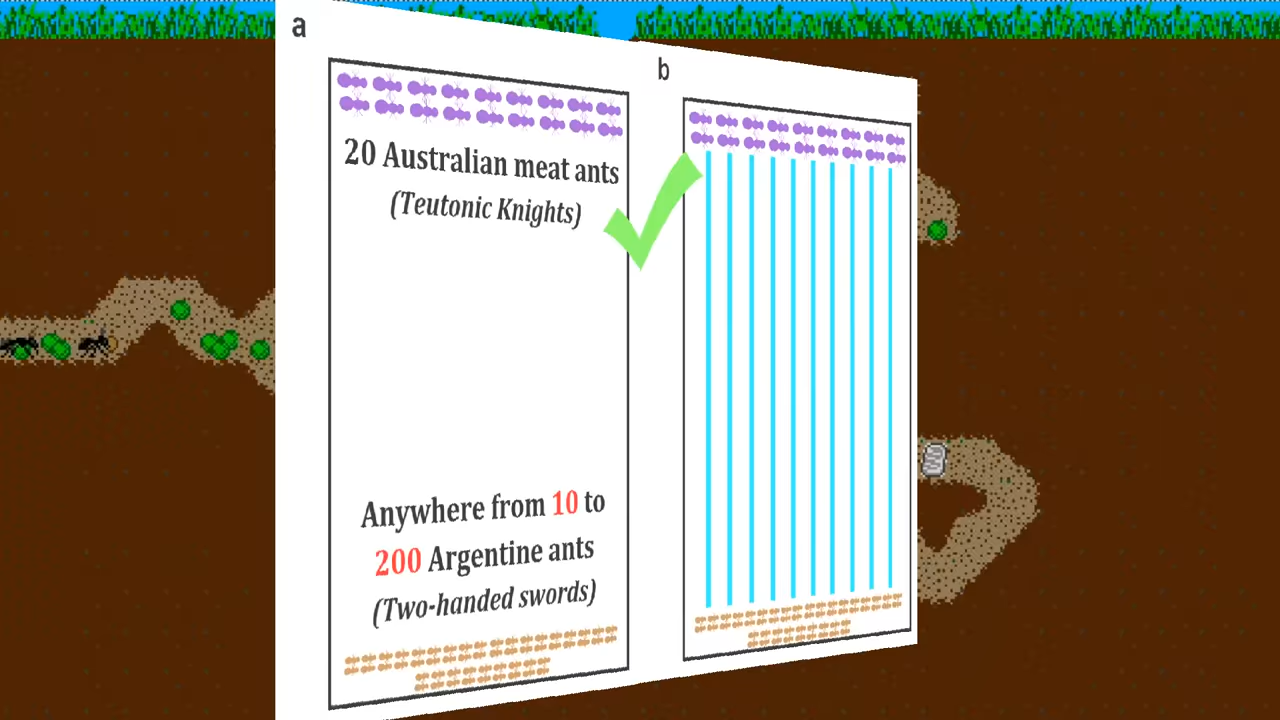 a
b
20 Australian meat ants
(Teutonic Knights)
Anywhere from 10 to
200 Argentine ants
(Two-handed swords)